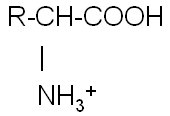 R-CH-COOH
|
NH₃⁺